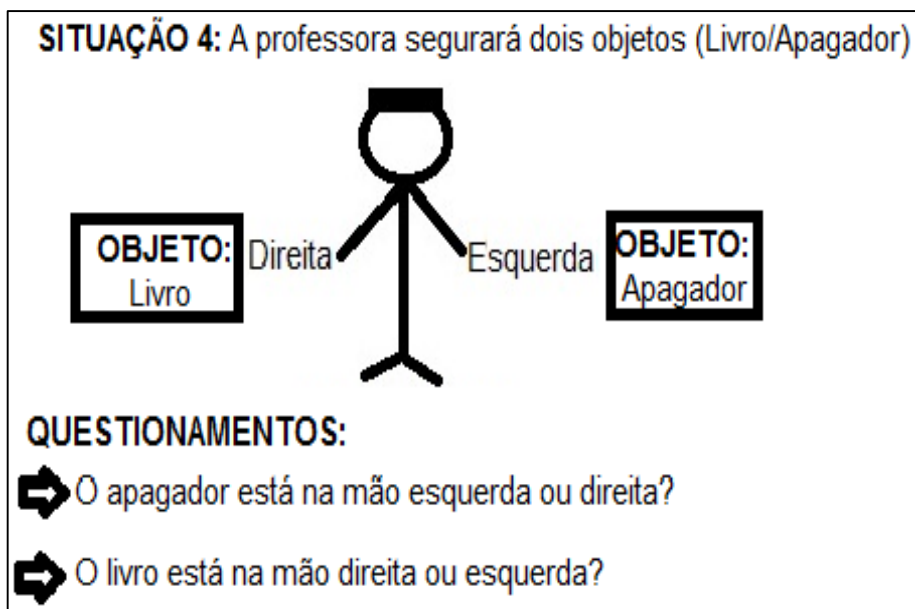 SITUAÇÃO 4: A professora segurará dois objetos (Livro/Apagador)
OBJETO:
Livro
Direita
Esquerda
OBJETO:
Apagador
QUESTIONAMENTOS:
O apagador está na mão esquerda ou direita?
O livro está na mão direita ou esquerda?